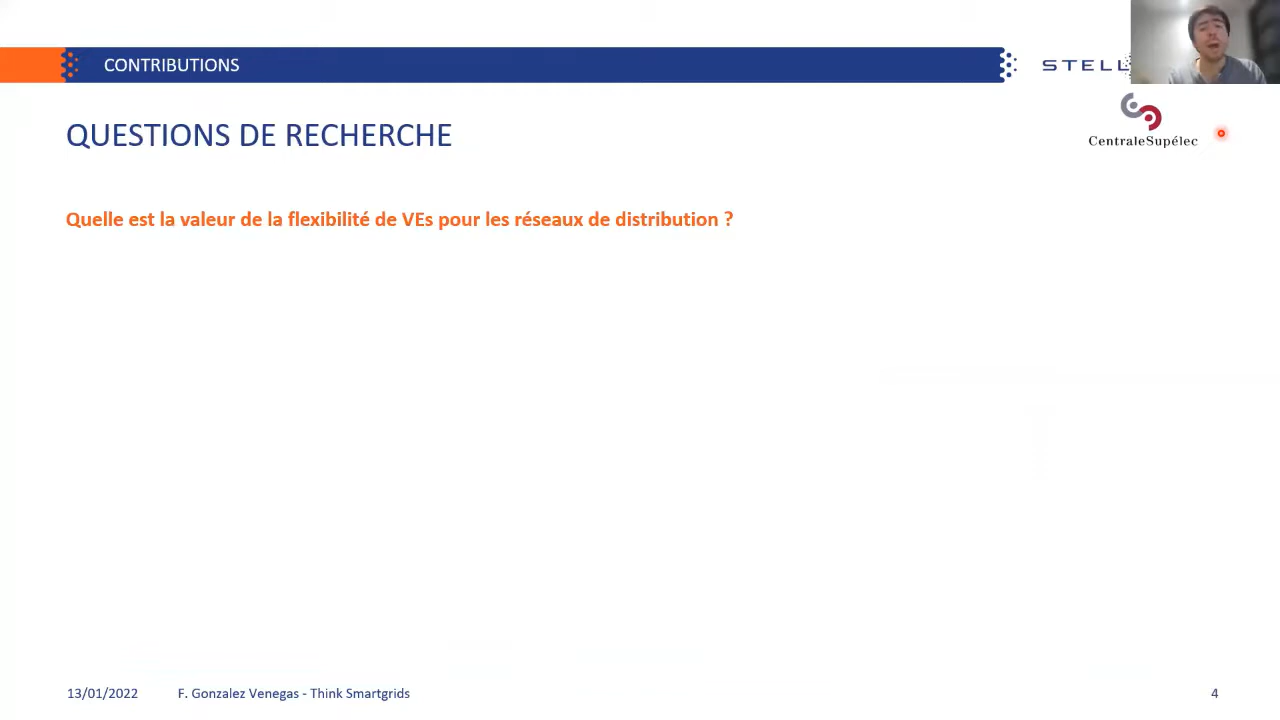 CONTRIBUTIONS
STELL
CentraleSupélec
QUESTIONS DE RECHERCHE
Quelle est la valeur de la flexibilité de VEs pour les réseaux de distribution ?
13/01/2022 F. Gonzalez Venegas - Think Smartgrids 4